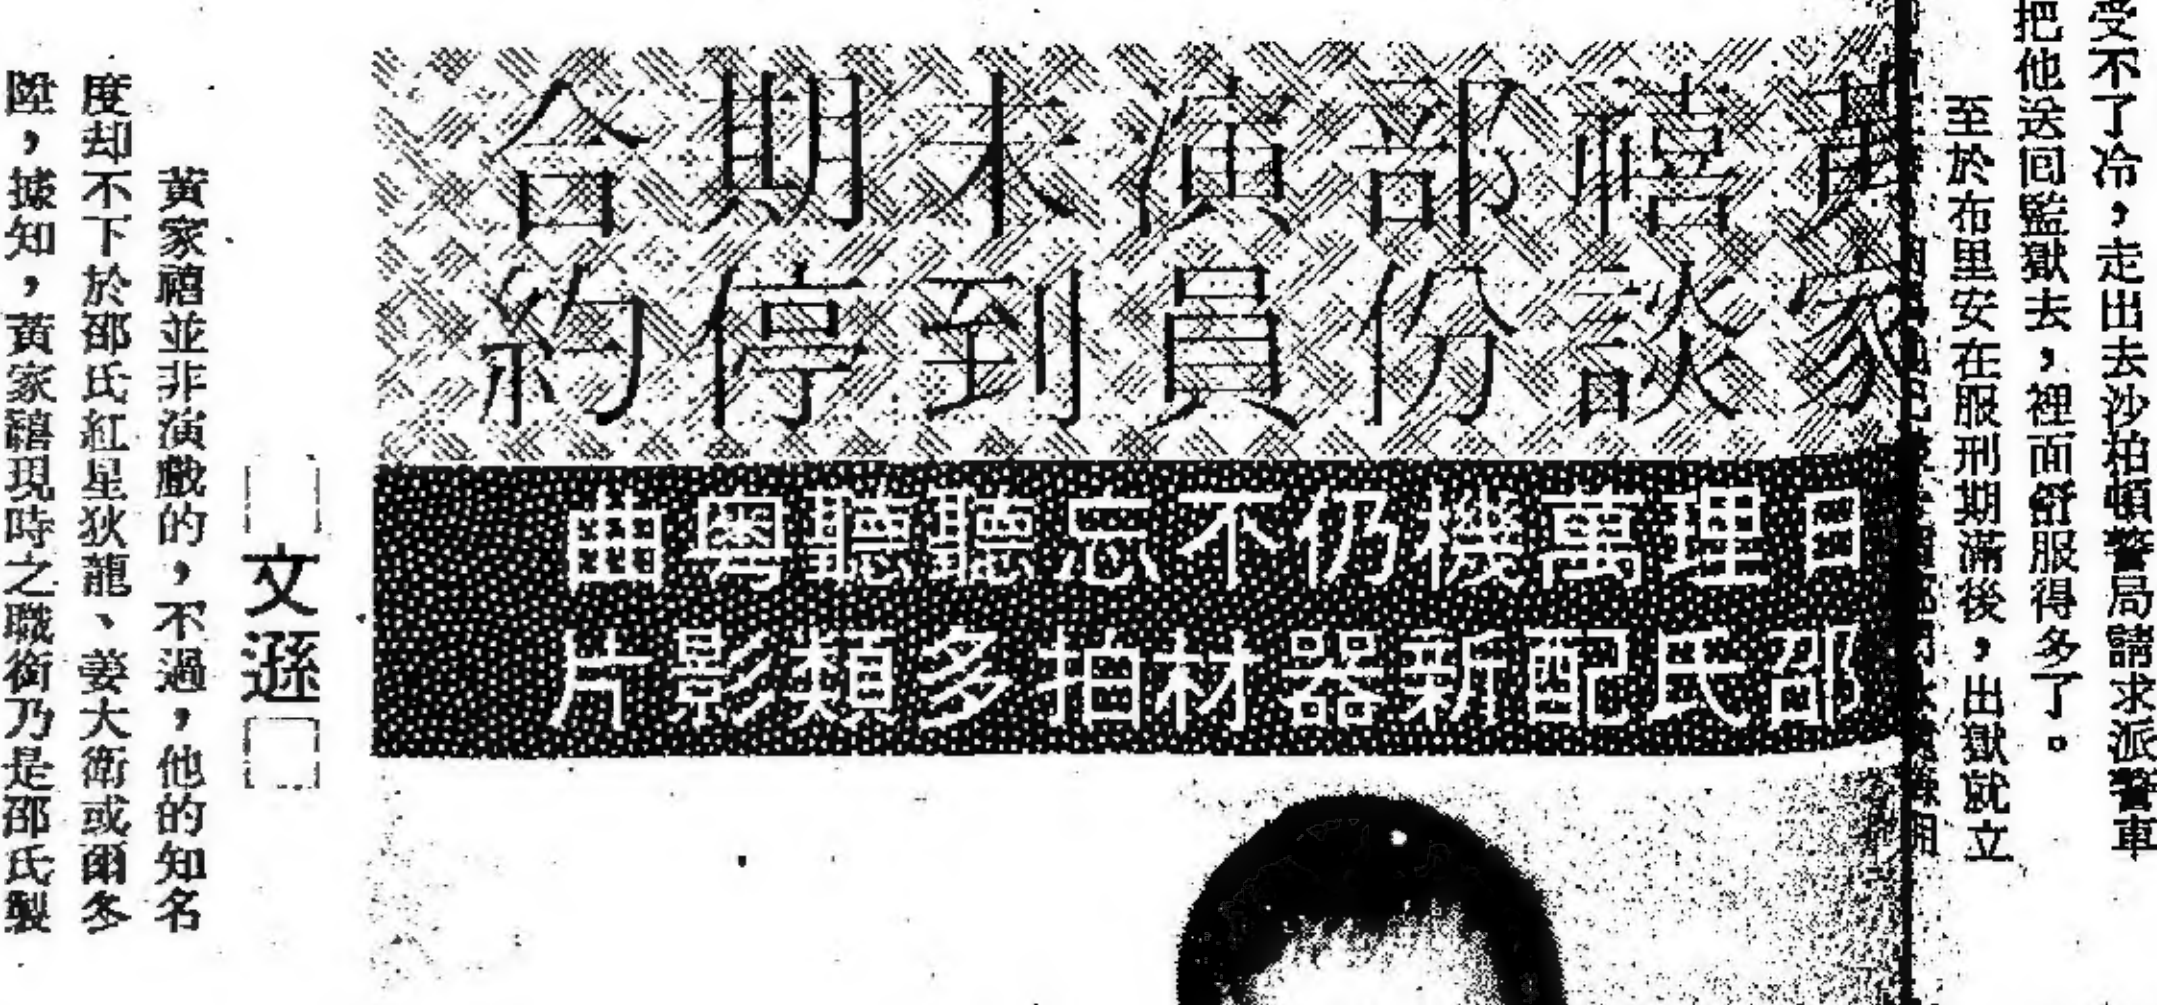 受不了冷，走出去沙柏頓警局請求派警車
把他送回監獄去，裡面舒服得多了。
至於布里安在服刑期滿後，出獄就立
黃家禧談部份演員未到期停合約
日理萬機仍不忘聽聽粵曲
邵氏配新器材拍多類影片
文遜
黃家禧並非演戲的，不過，他的知名
度却不下於邵氏紅星狄龍、姜大衛或爾冬
陞，據知，黃家禧現時之職銜乃是邵氏製